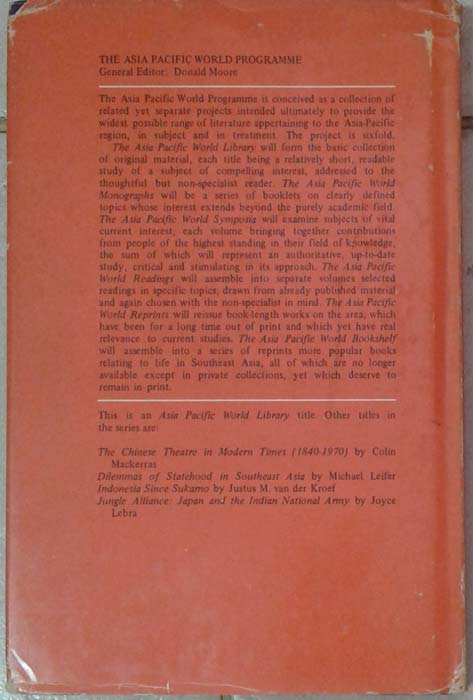 THE ASIA PACIFIC WORLD PROGRAMME
General Editor: Donald Moore
The Asia Pacific World Programme is conceived as a collection of
related yet separate projects intended ultimately to provide the
widest possible range of literature appertaining to the Asia-Pacific
region, in subject and in treatment. The project is sixfold.
The Asia Pacific World Library will form the basic collection
of original material, each title being a relatively short, readable
study of a subject of compelling interest, addressed to the
thoughtful but non-specialist reader. The Asia Pacific World
Monographs will be a series of booklets on clearly defined
topics whose interest extends beyond the purely academic field.
The Asia Pacific World Symposia will examine subjects of vital
current interest, each volume bringing together contributions
from people of the highest standing in their field of knowledge,
the sum of which will represent an authoritative, up-to-date
study, critical and stimulating in its approach. The Asia Pacific
World Readings will assemble into separate volumes selected
readings in specific topics, drawn from already published material
and again chosen with the non-specialist in mind. The Asia Pacific
World Reprints will reissue book-length works on the area, which
have been for a long time out of print and which yet have real
relevance to current studies. The Asia Pacific World Bookshelf
will assemble into a series of reprints more popular books
relating to life in Southeast Asia, all of which are no longer
available except in private collections, yet which deserve to
remain in print.
This is an Asia Pacific World Library title. Other titles in
the series are:
The Chinese Theatre in Modern Times (1840-1970) by Colin
Mackerras
Dilemmas of Statehood in Southeast Asia by Michael Leifer
Indonesia Since Sukarno by Justus M. van der Kroef
Jungle Alliance: Japan and the Indian National Army by Joyce
Lebra